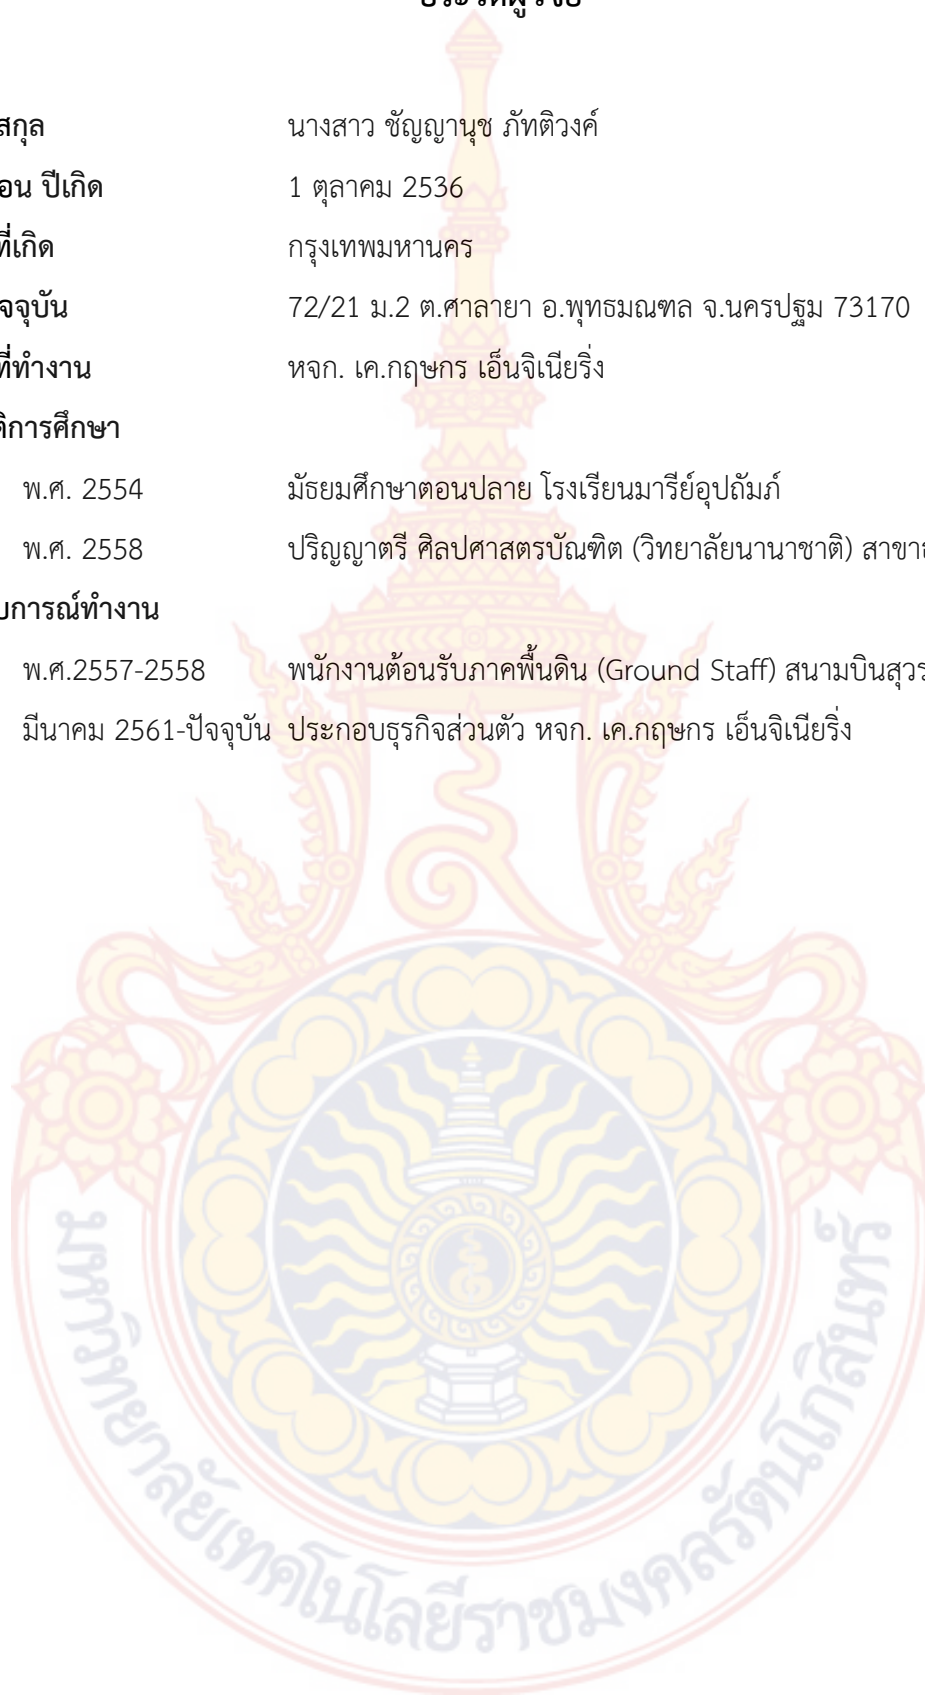 สกุล นางสาว ชัญญานุช ภัทติวงค์
อน ปีเกิด 1 ตุลาคม 2536
ที่เกิด กรุงเทพมหานคร
จจุบัน 72/21 ม.2 ต.ศาลายา อ.พุทธมณฑล จ.นครปฐม 73170
ที่ทำงาน หจก. เค.กฤษกร เอ็นจิเนียริ่ง
ติการศึกษา
พ.ศ. 2554 มัธยมศึกษาตอนปลาย โรงเรียนมารีย์อุปถัมภ์
พ.ศ. 2558 ปริญญาตรี ศิลปศาสตรบัณฑิต (วิทยาลัยนานาชาติ) สาขา
บการณ์ทำงาน
พ.ศ.2557-2558 พนักงานต้อนรับภาคพื้นดิน (Ground Staff) สนามบินสุวร
มีนาคม 2561-ปัจจุบัน ประกอบธุรกิจส่วนตัว หจก. เค.กฤษกร เอ็นจิเนียริ่ง
มหาวิทยาลัยเทคโนโลยีราชมงคลรัตนโกสินทร์